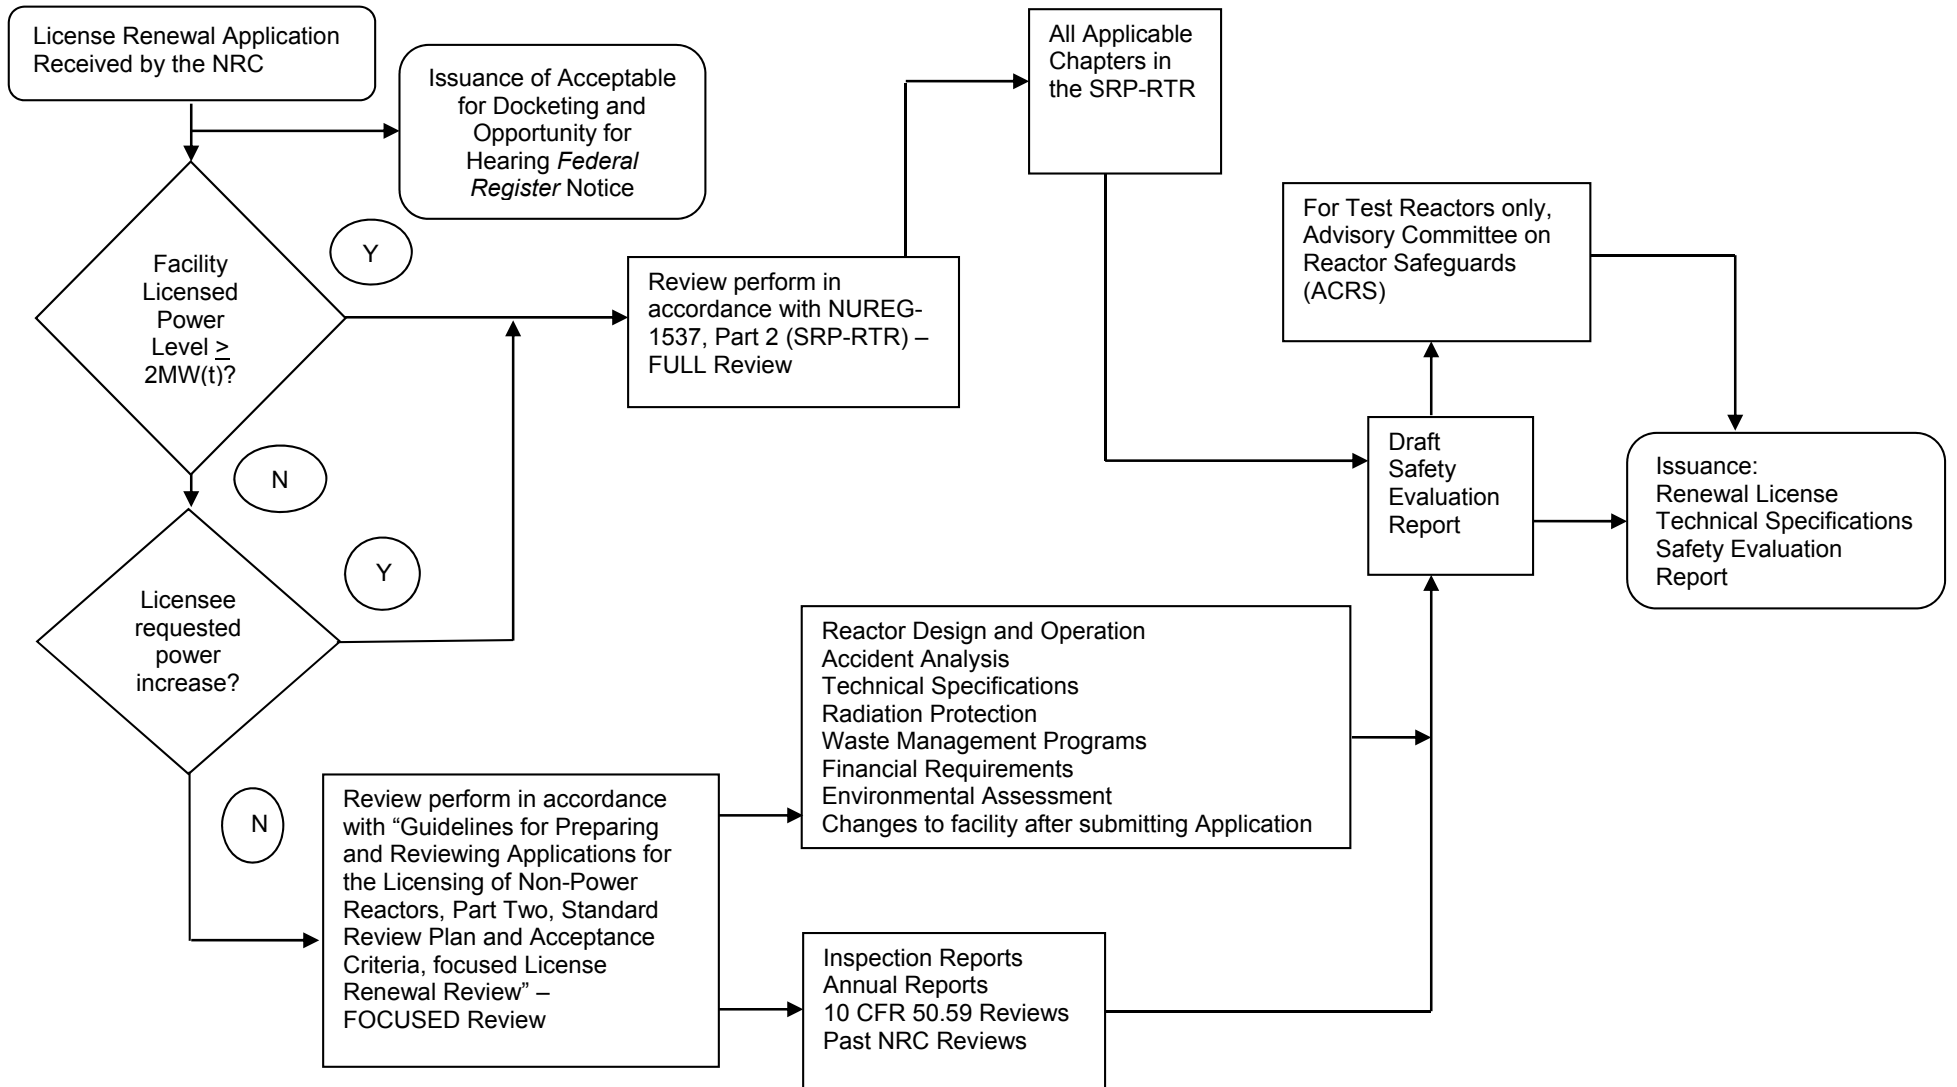 License Renewal Application
Received by the NRC
Issuance of Acceptable
for Docketing and
Opportunity for
Hearing Federal
Register Notice
All Applicable
Chapters in
the SRP-RTR
For Test Reactors only,
Advisory Committee on
Reactor Safeguards
(ACRS)
Y
Facility
Licensed
Power
Level ≥
2MW(t)?
Review perform in
accordance with NUREG-
1537, Part 2 (SRP-RTR) –
FULL Review
N
Draft
Safety
Evaluation
Report
Issuance:
Renewal License
Technical Specifications
Safety Evaluation
Report
Y
Licensee
requested
power
increase?
Reactor Design and Operation
Accident Analysis
Technical Specifications
Radiation Protection
Waste Management Programs
Financial Requirements
Environmental Assessment
Changes to facility after submitting Application
N
Review perform in accordance
with “Guidelines for Preparing
and Reviewing Applications for
the Licensing of Non-Power
Reactors, Part Two, Standard
Review Plan and Acceptance
Criteria, focused License
Renewal Review” –
FOCUSED Review
Inspection Reports
Annual Reports
10 CFR 50.59 Reviews
Past NRC Reviews